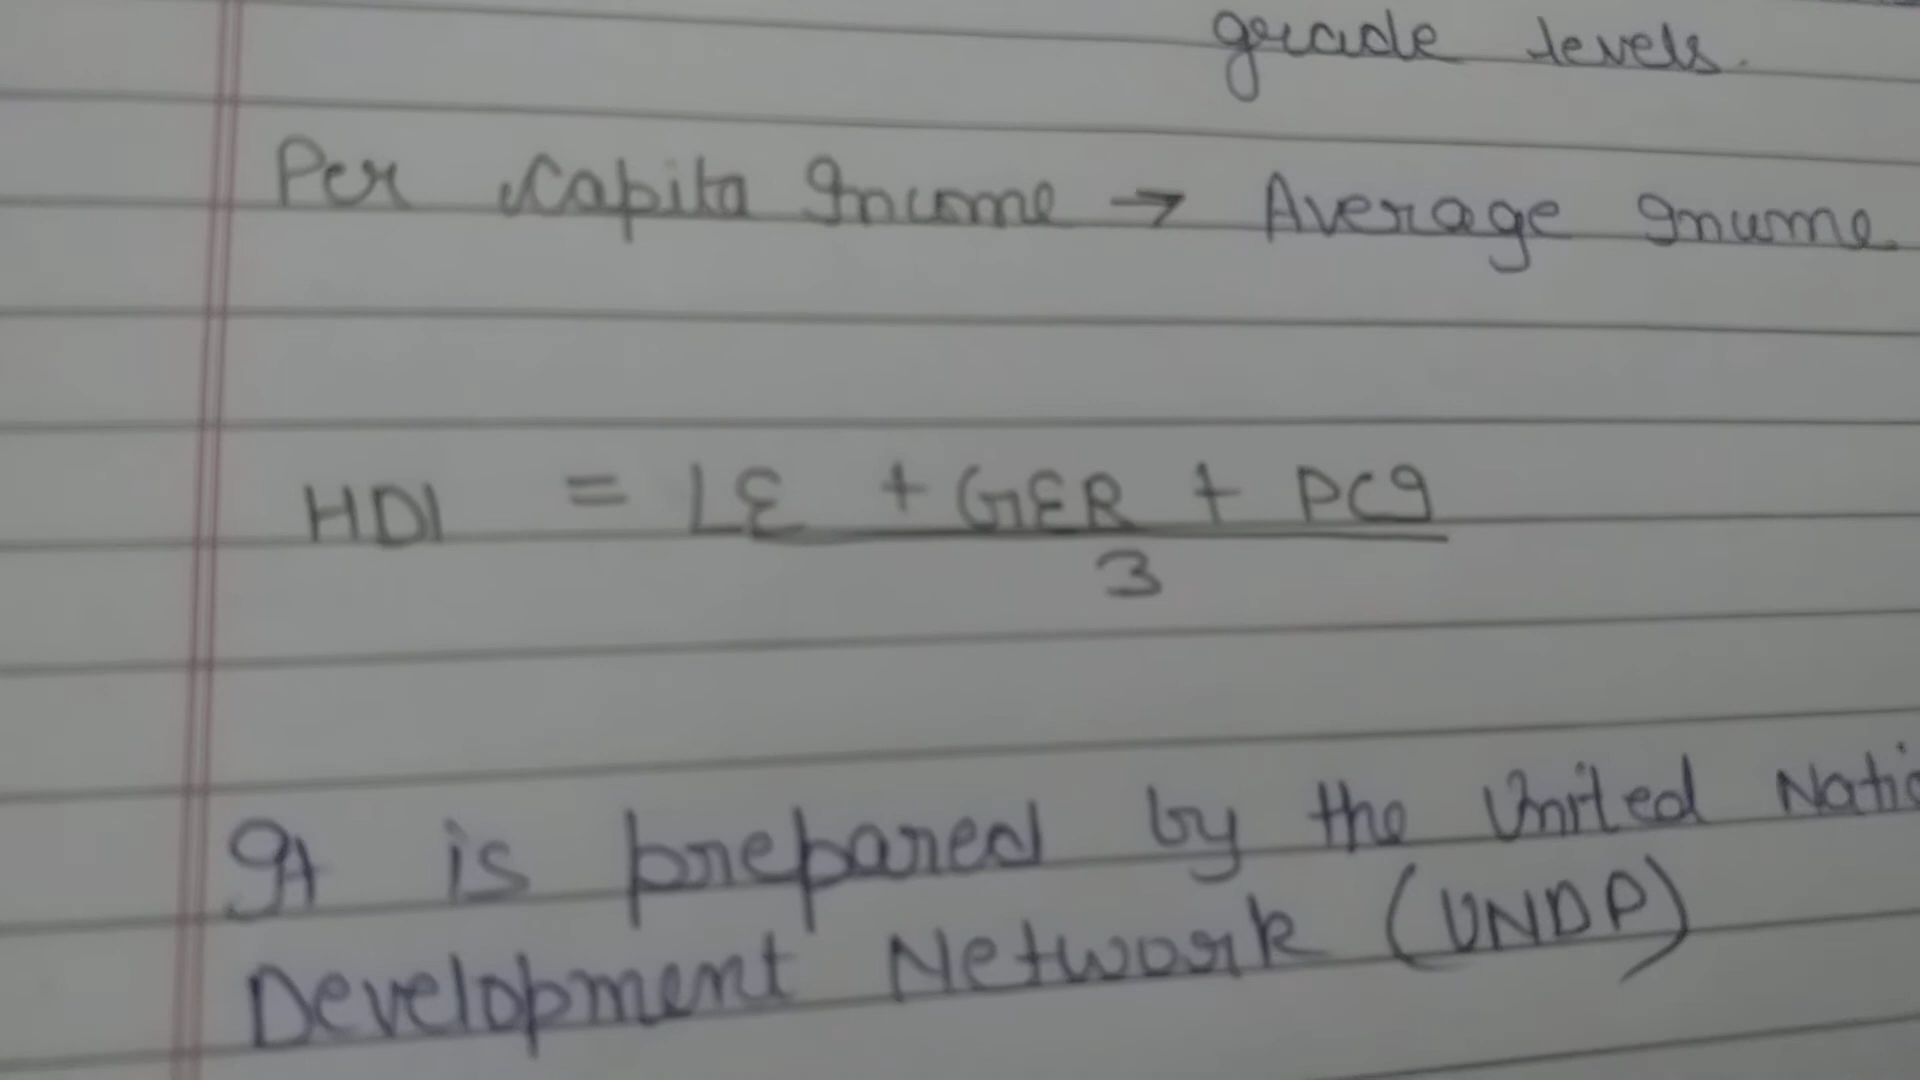 grade levels.
Per Capita Income → Average Income
HDI = LE + GER + PCI
3
It is prepared by the United Natio
Development Network (UNDP)